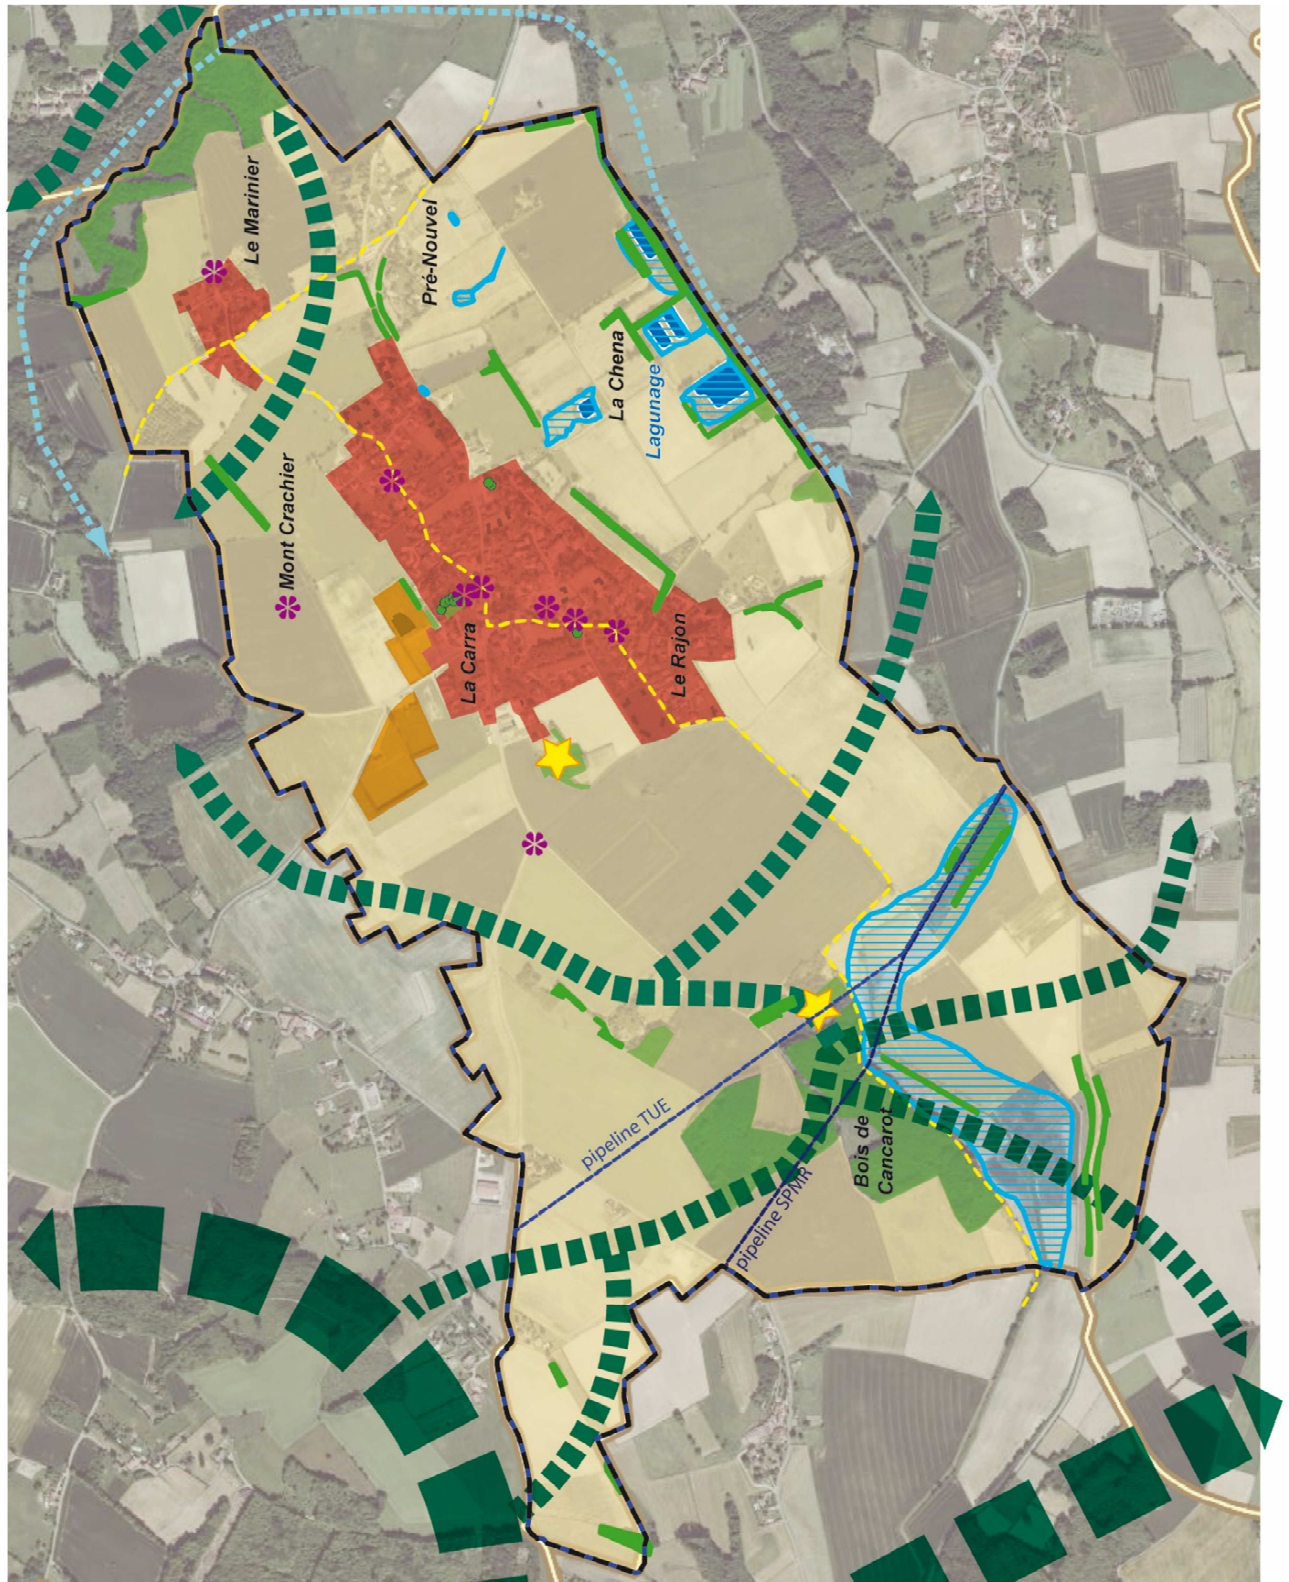 Le Marinier
Pré-Nouvel
Mont Crachier
La Chena
Lagunage
La Carra
Le Rajon
pipeline TUE
pipeline SPMR
Bois de
Cancarot